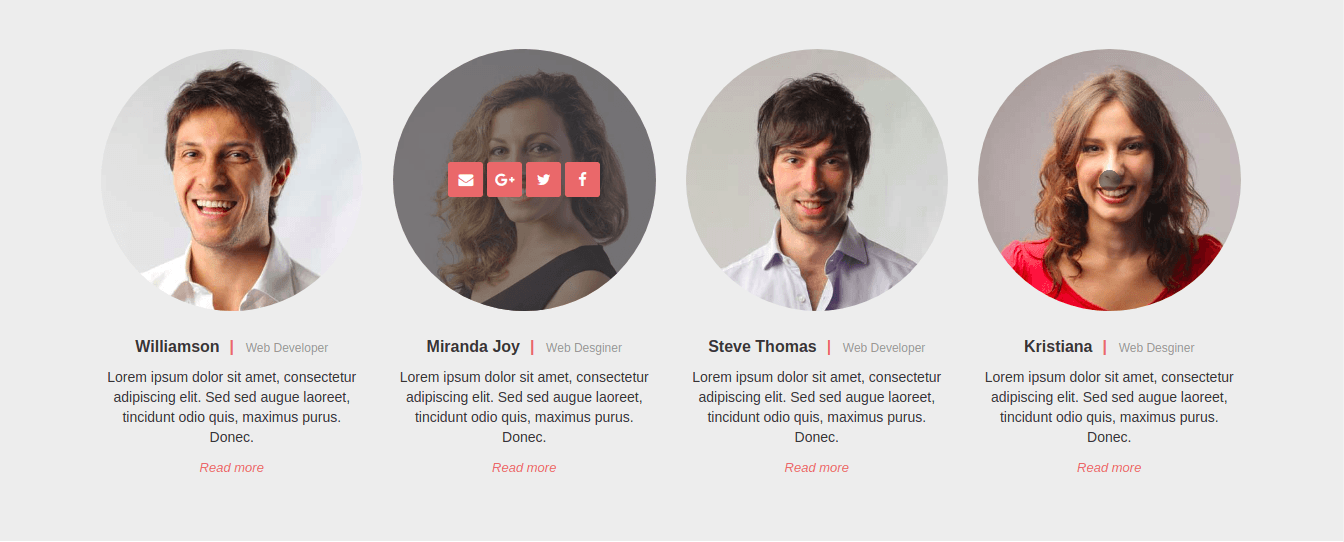 Williamson | Web Developer
Lorem ipsum dolor sit amet, consectetur
adipiscing elit. Sed sed augue laoreet,
tincidunt odio quis, maximus purus.
Donec.
Read more
Miranda Joy | Web Desginer
Lorem ipsum dolor sit amet, consectetur
adipiscing elit. Sed sed augue laoreet,
tincidunt odio quis, maximus purus.
Donec.
Read more
Steve Thomas | Web Developer
Lorem ipsum dolor sit amet, consectetur
adipiscing elit. Sed sed augue laoreet,
tincidunt odio quis, maximus purus.
Donec.
Read more
Kristiana | Web Desginer
Lorem ipsum dolor sit amet, consectetur
adipiscing elit. Sed sed augue laoreet,
tincidunt odio quis, maximus purus.
Donec.
Read more